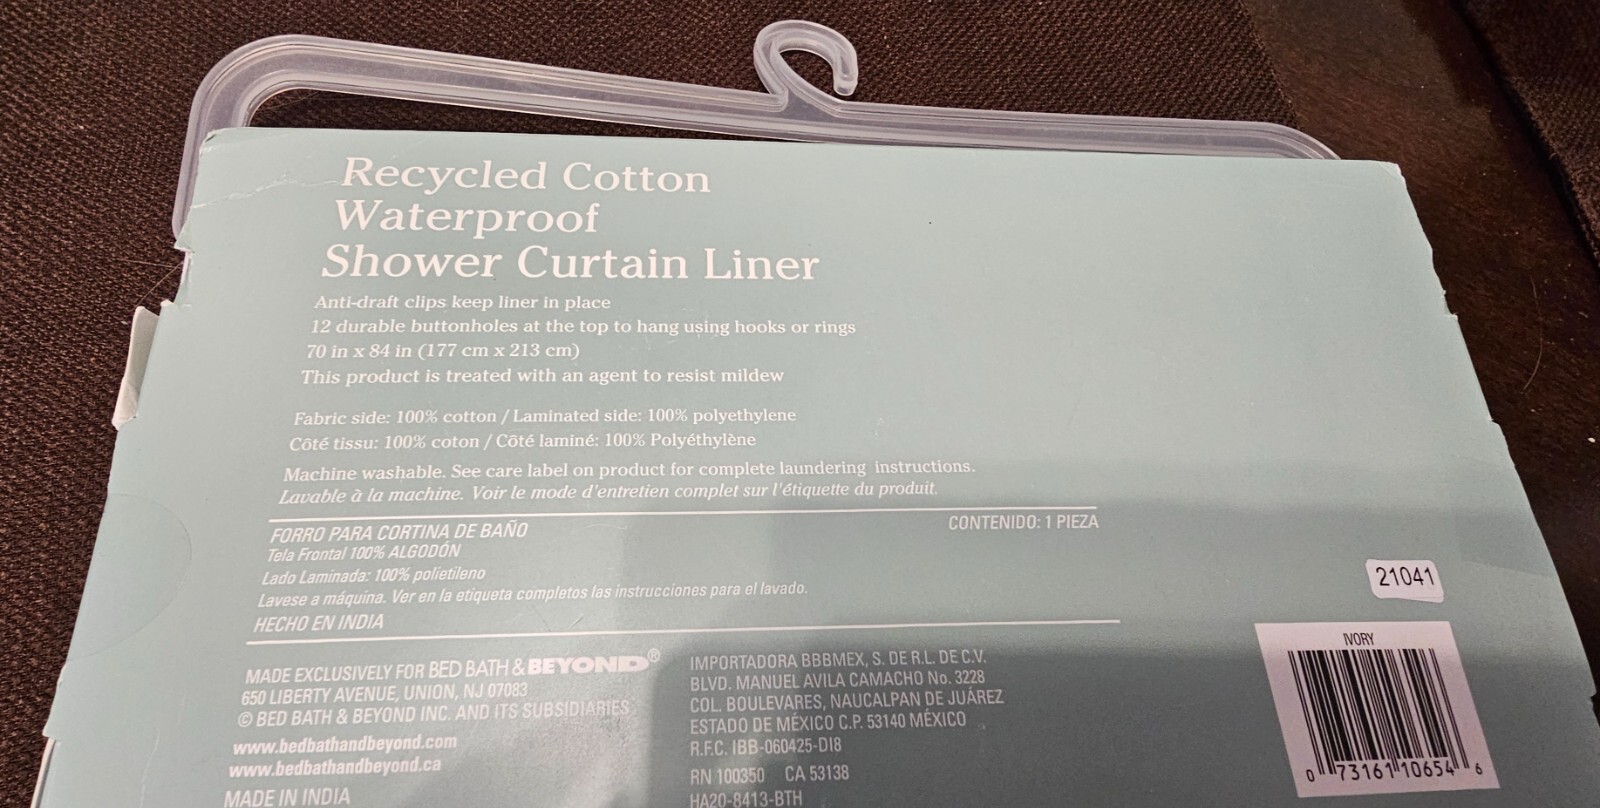 Recycled Cotton
Waterproof
Shower Curtain Liner
Anti-draft clips keep liner in place
12 durable buttonholes at the top to hang using hooks or rings
70 in x 84 in (177 cm x 213 cm)
This product is treated with an agent to resist mildew
Fabric side: 100% cotton / Laminated side: 100% polyethylene
Côté tissu: 100% coton / Côté laminé: 100% Polyéthylène
Machine washable. See care label on product for complete laundering instructions.
Lavable à la machine. Voir le mode d'entretien complet sur l'étiquette du produit.
FORRO PARA CORTINA DE BAÑO
CONTENIDO: 1 PIEZA
Tela Frontal 100% ALGODÓN
Lado Laminada: 100% polietileno
Lavese a máquina. Ver en la etiqueta completos las instrucciones para el lavado.
HECHO EN INDIA
21041
MADE EXCLUSIVELY FOR BED BATH & BEYOND®
650 LIBERTY AVENUE, UNION, NJ 07083
© BED BATH & BEYOND INC. AND ITS SUBSIDIARIES
www.bedbathandbeyond.com
www.bedbathandbeyond.ca
MADE IN INDIA
IMPORTADORA BBBMEX, S. DE R.L. DE C.V.
BLVD. MANUEL AVILA CAMACHO No. 3228
COL. BOULEVARES, NAUCALPAN DE JUÁREZ
ESTADO DE MÉXICO C.P. 53140 MÉXICO
R.F.C. IBB-060425-DI8
RN 100350 CA 53138
HA20-8413-BTH
IVORY
0 73161 10654 6